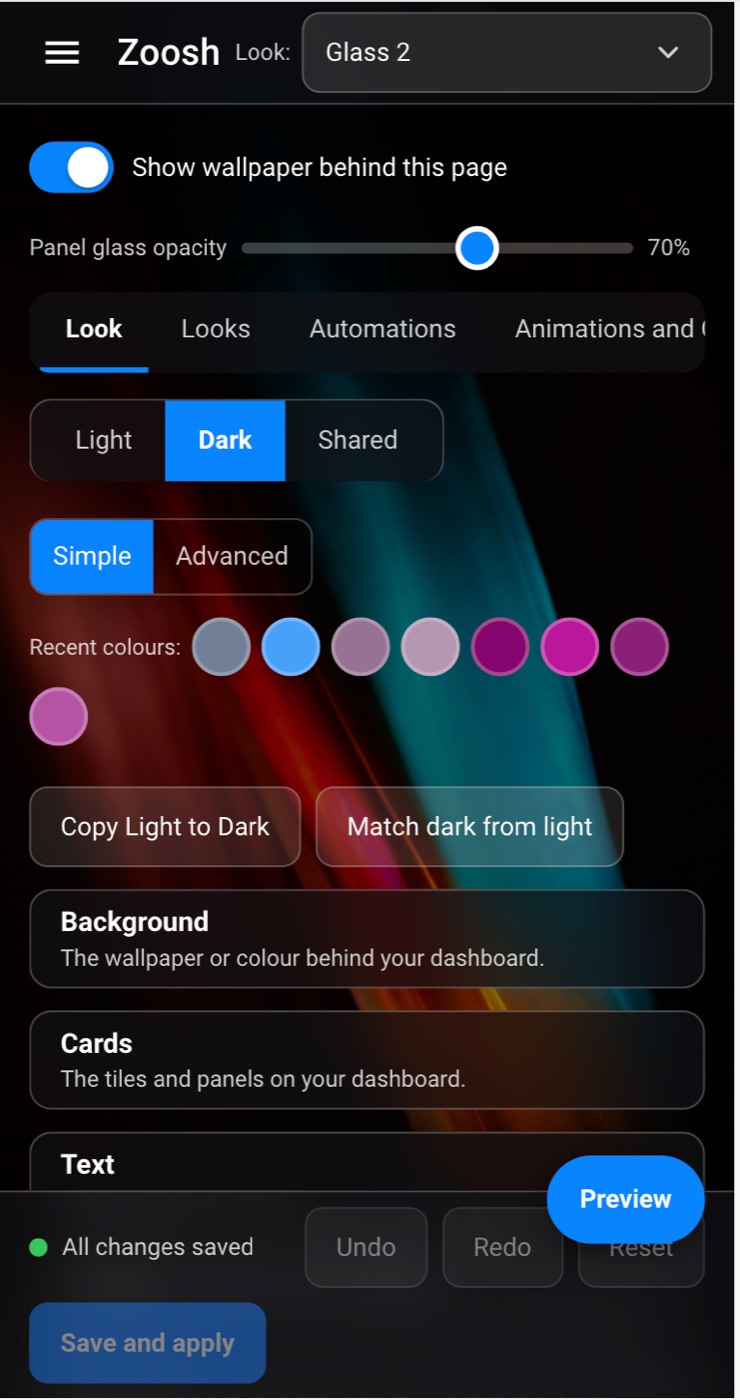 Zoosh Look: Glass 2
Show wallpaper behind this page
Panel glass opacity 70%
Look Looks Automations Animations and
Light Dark Shared
Simple Advanced
Recent colours:
Copy Light to Dark Match dark from light
Background
The wallpaper or colour behind your dashboard.
Cards
The tiles and panels on your dashboard.
Text
Preview
All changes saved Undo Redo Reset
Save and apply